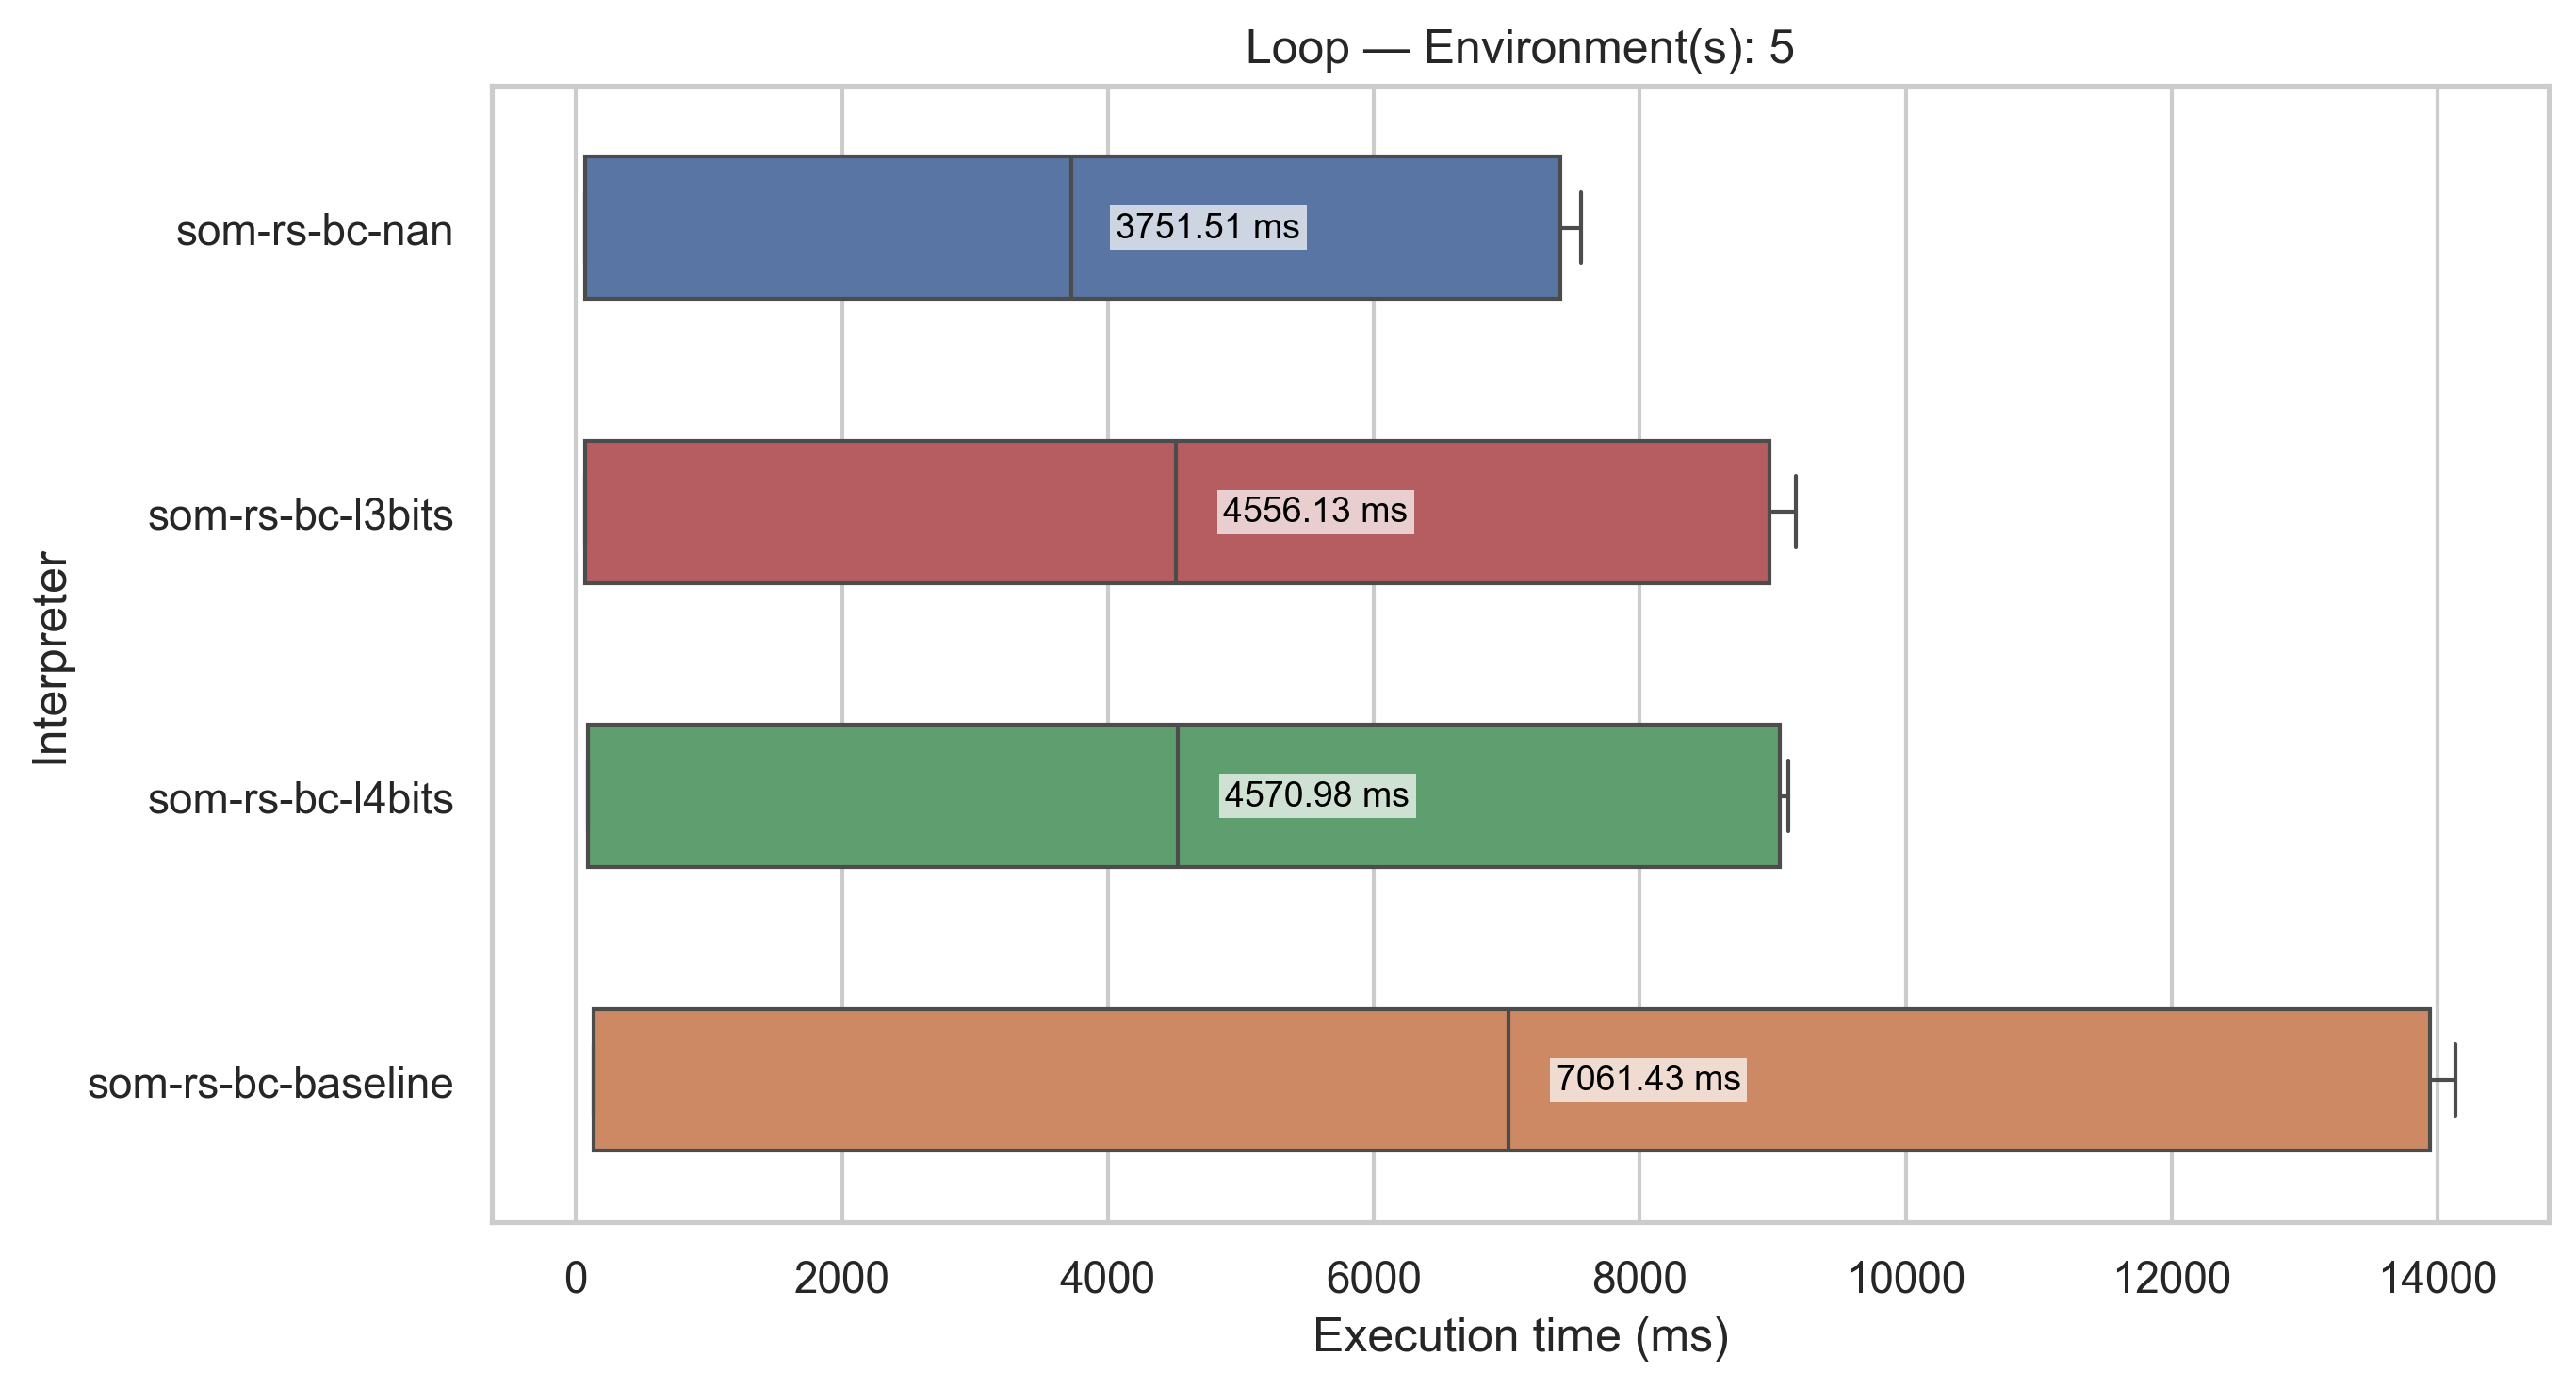 Loop — Environment(s): 5
som-rs-bc-nan
3751.51 ms
som-rs-bc-l3bits
4556.13 ms
som-rs-bc-l4bits
4570.98 ms
som-rs-bc-baseline
7061.43 ms
Interpreter
0 2000 4000 6000 8000 10000 12000 14000
Execution time (ms)